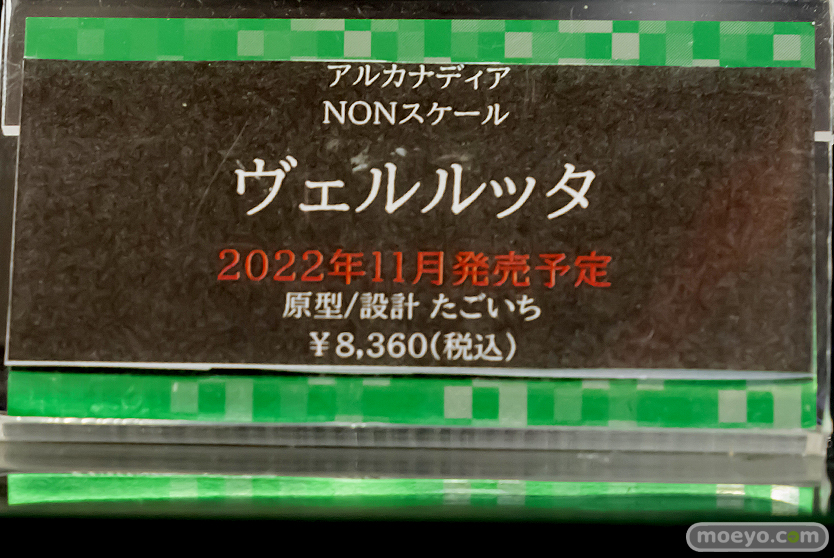 アルカナディア
NONスケール
ヴェルルッタ
2022年11月発売予定
原型/設計 たごいち
￥8,360(税込)
moeyo.com